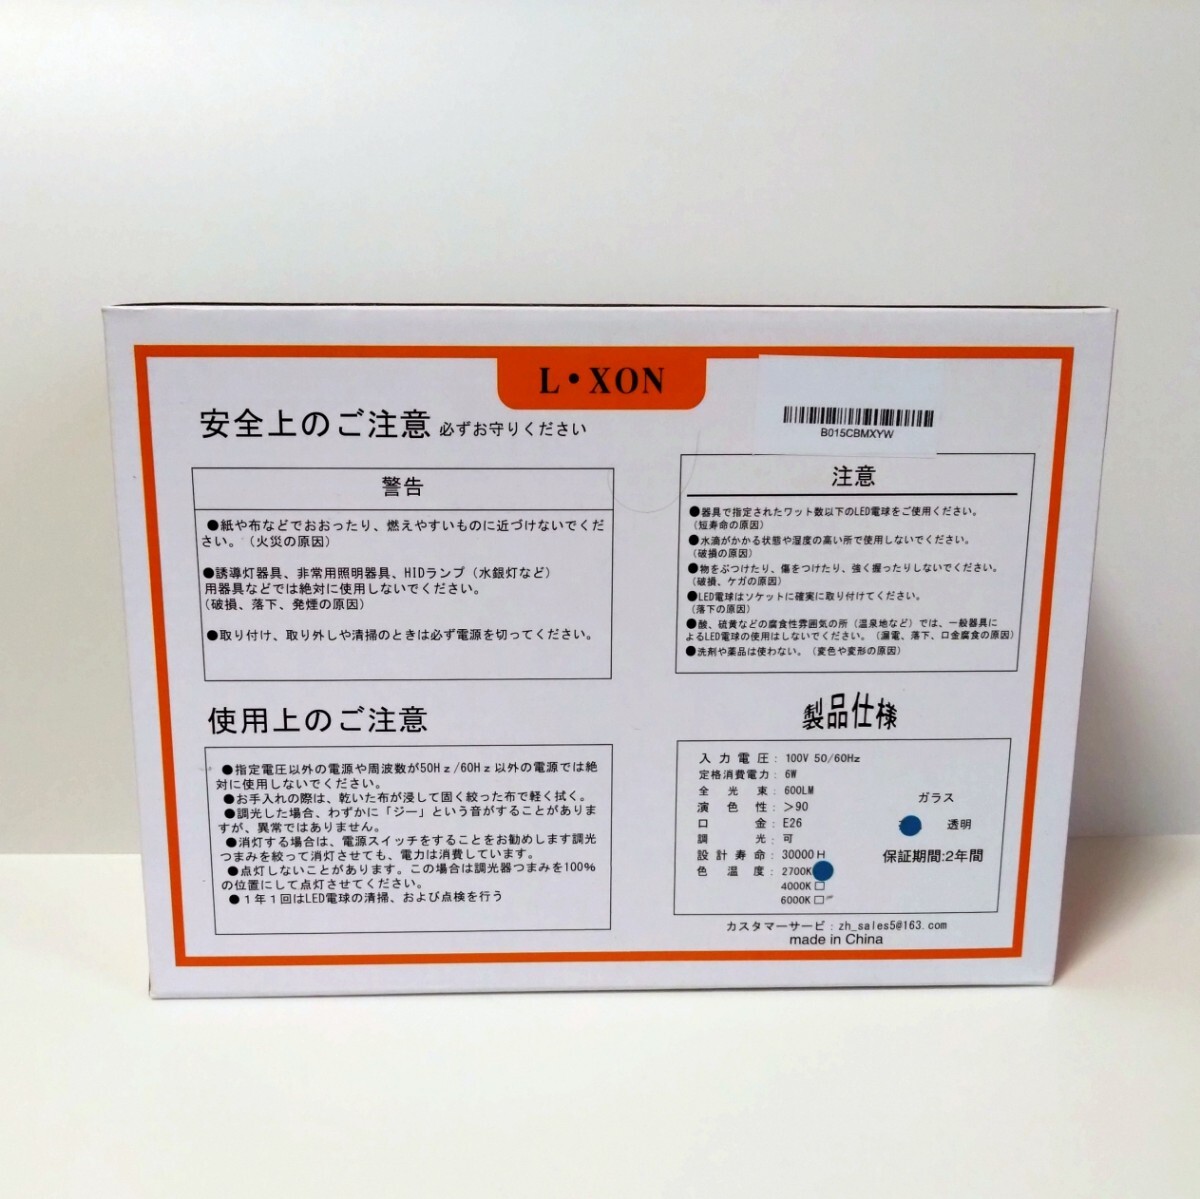 L・XON
安全上のご注意 必ずお守りください
B015CBMXYW
警告
●紙や布などでおおったり、燃えやすいものに近づけないでくだ
さい。（火災の原因）
●誘導灯器具、非常用照明器具、HIDランプ（水銀灯など）
用器具などでは絶対に使用しないでください。
（破損、落下、発煙の原因）
●取り付け、取り外しや清掃のときは必ず電源を切ってください。
注意
●器具で指定されたワット数以下のLED電球をご使用ください。
（短寿命の原因）
●水滴がかかる状態や湿度の高い所で使用しないでください。
（破損の原因）
●物をぶつけたり、傷をつけたり、強く握ったりしないでください。
（破損、ケガの原因）
●LED電球はソケットに確実に取り付けてください。
（落下の原因）
●酸、硫黄などの腐食性雰囲気の所（温泉地など）では、一般器具に
よるLED電球の使用はしないでください。（漏電、落下、口金腐食の原因）
●洗剤や薬品は使わない。（変色や変形の原因）
使用上のご注意
●指定電圧以外の電源や周波数が50Hz/60Hz以外の電源では絶
対に使用しないでください。
●お手入れの際は、乾いた布が浸して固く絞った布で軽く拭く。
●調光した場合、わずかに「ジー」という音がすることがありま
すが、異常ではありません。
●消灯する場合は、電源スイッチをすることをお勧めします調光
つまみを絞って消灯させても、電力は消費しています。
●点灯しないことがあります。この場合は調光器つまみを100%
の位置にして点灯させてください。
●1年1回はLED電球の清掃、および点検を行う
製品仕様
入力電圧: 100V 50/60Hz
定格消費電力: 6W
全光束: 600LM
演色性: >90
口金: E26
調光: 可
設計寿命: 30000H
色温度: 2700K
4000K□
6000K□
ガラス
透明
保証期間:2年間
カスタマーサービ:zh_sales5@163.com
made in China